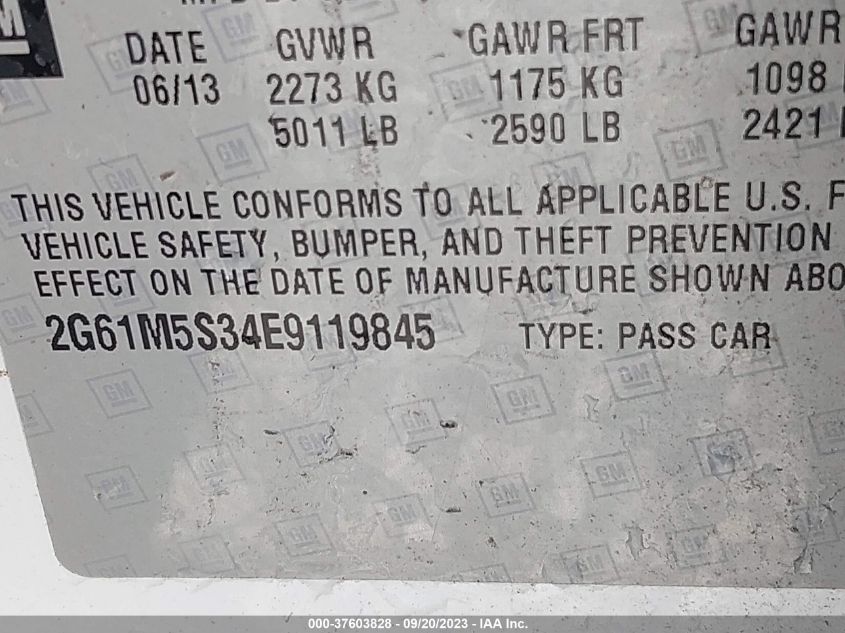 DATE GVWR GAWR FRT GAWR
06/13 2273 KG 1175 KG 1098
5011 LB 2590 LB 2421
THIS VEHICLE CONFORMS TO ALL APPLICABLE U.S. F
VEHICLE SAFETY, BUMPER, AND THEFT PREVENTION
EFFECT ON THE DATE OF MANUFACTURE SHOWN ABO
2G61M5S34E9119845 TYPE: PASS CAR
000-37603828 - 09/20/2023 - IAA Inc.